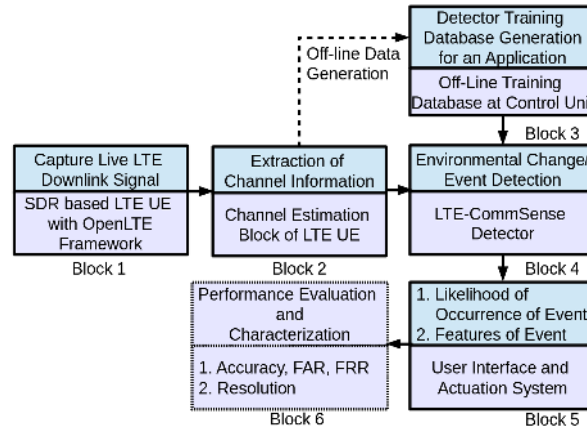 Detector Training
Database Generation
for an Application
Off-line Data
Generation
Off-Line Training
Database at Control Uni
Block 3
Capture Live LTE
Downlink Signal
SDR based LTE UE
with OpenLTE
Framework
Block 1
Extraction of
Channel Information
Channel Estimation
Block of LTE UE
Block 2
Environmental Change/
Event Detection
LTE-CommSense
Detector
Block 4
Performance Evaluation
and
Characterization
1. Accuracy, FAR, FRR
2. Resolution
Block 6
1. Likelihood of
Occurrence of Event
2. Features of Event
User Interface and
Actuation System
Block 5